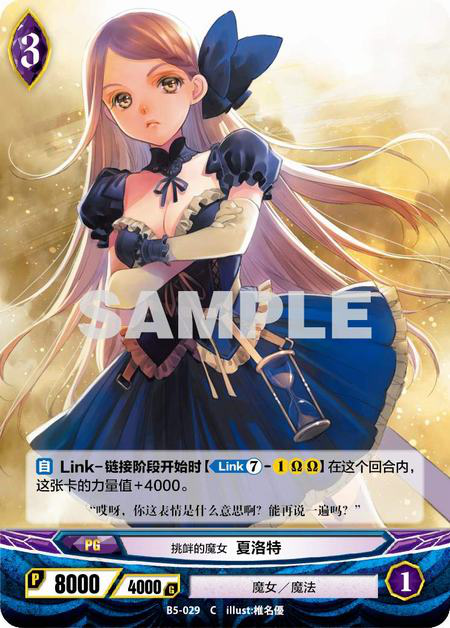 3
SAMPLE
自 Link-链接阶段开始时【Link 7 - 1 Ω Ω】在这个回合内，
这张卡的力量值+4000。
“哎呀，你这表情是什么意思啊？能再说一遍吗？”
PG 挑衅的魔女 夏洛特
P 8000 / 4000 G 魔女／魔法 1
B5-029 C illust:椎名優